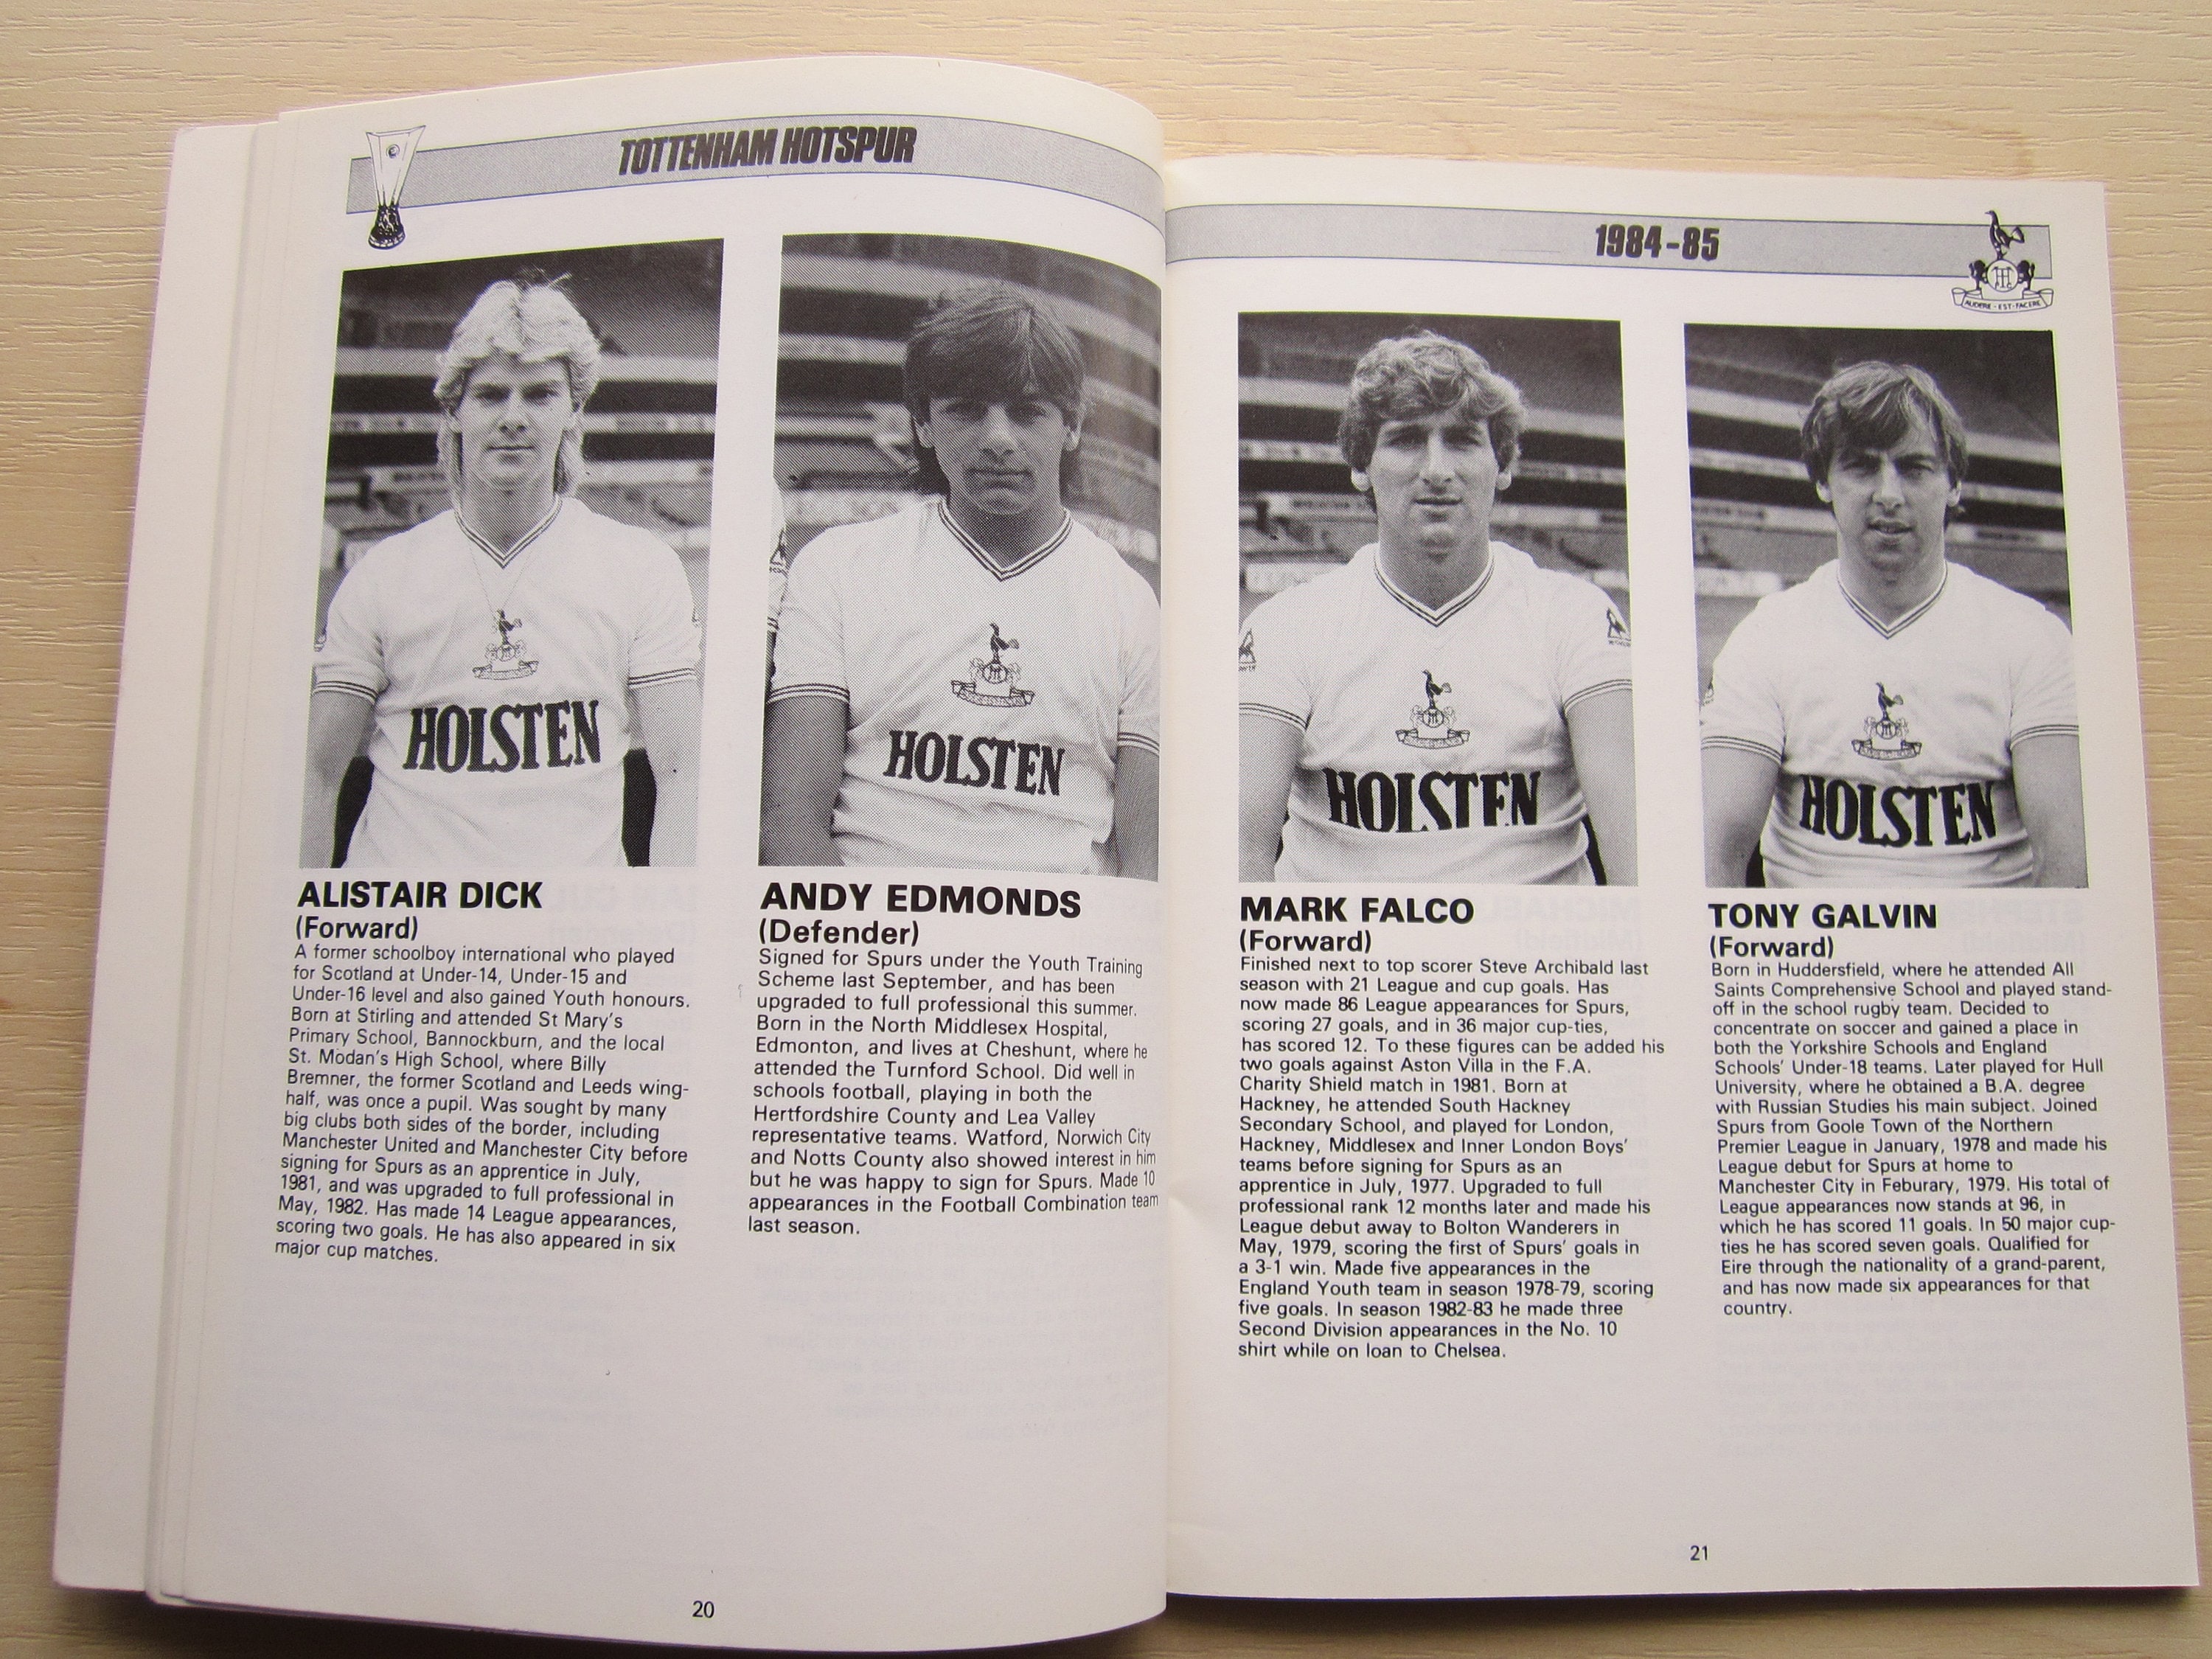 TOTTENHAM HOTSPUR
HOLSTEN
HOLSTEN
ALISTAIR DICK
(Forward)
A former schoolboy international who played
for Scotland at Under-14, Under-15 and
Under-16 level and also gained Youth honours.
Born at Stirling and attended St Mary's
Primary School, Bannockburn, and the local
St. Modan's High School, where Billy
Bremner, the former Scotland and Leeds wing-
half, was once a pupil. Was sought by many
big clubs both sides of the border, including
Manchester United and Manchester City before
signing for Spurs as an apprentice in July,
1981, and was upgraded to full professional in
May, 1982. Has made 14 League appearances,
scoring two goals. He has also appeared in six
major cup matches.
ANDY EDMONDS
(Defender)
Signed for Spurs under the Youth Training
Scheme last September, and has been
upgraded to full professional this summer.
Born in the North Middlesex Hospital,
Edmonton, and lives at Cheshunt, where he
attended the Turnford School. Did well in
schools football, playing in both the
Hertfordshire County and Lea Valley
representative teams. Watford, Norwich City
and Notts County also showed interest in him
but he was happy to sign for Spurs. Made 10
appearances in the Football Combination team
last season.
20
1984-85
AUDERE · EST · FACERE
HOLSTEN
HOLSTEN
MARK FALCO
(Forward)
Finished next to top scorer Steve Archibald last
season with 21 League and cup goals. Has
now made 86 League appearances for Spurs,
scoring 27 goals, and in 36 major cup-ties,
has scored 12. To these figures can be added his
two goals against Aston Villa in the F.A.
Charity Shield match in 1981. Born at
Hackney, he attended South Hackney
Secondary School, and played for London,
Hackney, Middlesex and Inner London Boys'
teams before signing for Spurs as an
apprentice in July, 1977. Upgraded to full
professional rank 12 months later and made his
League debut away to Bolton Wanderers in
May, 1979, scoring the first of Spurs' goals in
a 3-1 win. Made five appearances in the
England Youth team in season 1978-79, scoring
five goals. In season 1982-83 he made three
Second Division appearances in the No. 10
shirt while on loan to Chelsea.
TONY GALVIN
(Forward)
Born in Huddersfield, where he attended All
Saints Comprehensive School and played stand-
off in the school rugby team. Decided to
concentrate on soccer and gained a place in
both the Yorkshire Schools and England
Schools' Under-18 teams. Later played for Hull
University, where he obtained a B.A. degree
with Russian Studies his main subject. Joined
Spurs from Goole Town of the Northern
Premier League in January, 1978 and made his
League debut for Spurs at home to
Manchester City in Feburary, 1979. His total of
League appearances now stands at 96, in
which he has scored 11 goals. In 50 major cup-
ties he has scored seven goals. Qualified for
Eire through the nationality of a grand-parent,
and has now made six appearances for that
country.
21